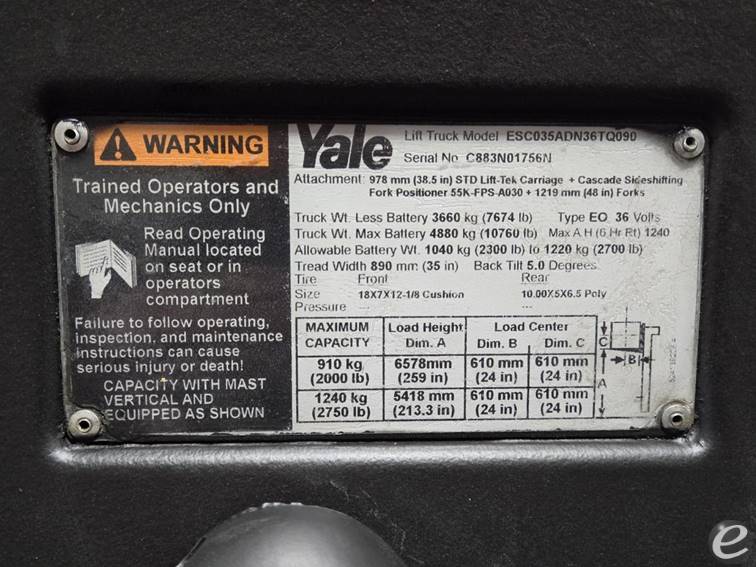 WARNING
Trained Operators and
Mechanics Only
Read Operating
Manual located
on seat or in
operators
compartment
Failure to follow operating,
inspection, and maintenance
instructions can cause
serious injury or death!
CAPACITY WITH MAST
VERTICAL AND
EQUIPPED AS SHOWN
Yale Lift Truck Model ESC035ADN36TQ090
Serial No C883N01756N
Attachment 978 mm (38.5 in) STD Lift-Tek Carriage + Cascade Sideshifting
Fork Positioner 55K-FPS-A030 + 1219 mm (48 in) Forks
Truck Wt. Less Battery 3660 kg (7674 lb) Type EO 36 Volts
Truck Wt. Max Battery 4880 kg (10760 lb) Max A.H (6 Hr Rt) 1240
Allowable Battery Wt. 1040 kg (2300 lb) to 1220 kg (2700 lb)
Tread Width 890 mm (35 in) Back Tilt 5.0 Degrees
Tire Front Rear
Size 18X7X12-1/8 Cushion 10.00X5X6.5 Poly
Pressure --- ---
MAXIMUM CAPACITY Load Height Dim. A Load Center Dim. B Dim. C
910 kg (2000 lb) 6578mm (259 in) 610 mm (24 in) 610 mm (24 in)
1240 kg (2750 lb) 5418 mm (213.3 in) 610 mm (24 in) 610 mm (24 in)
C
B
A
e